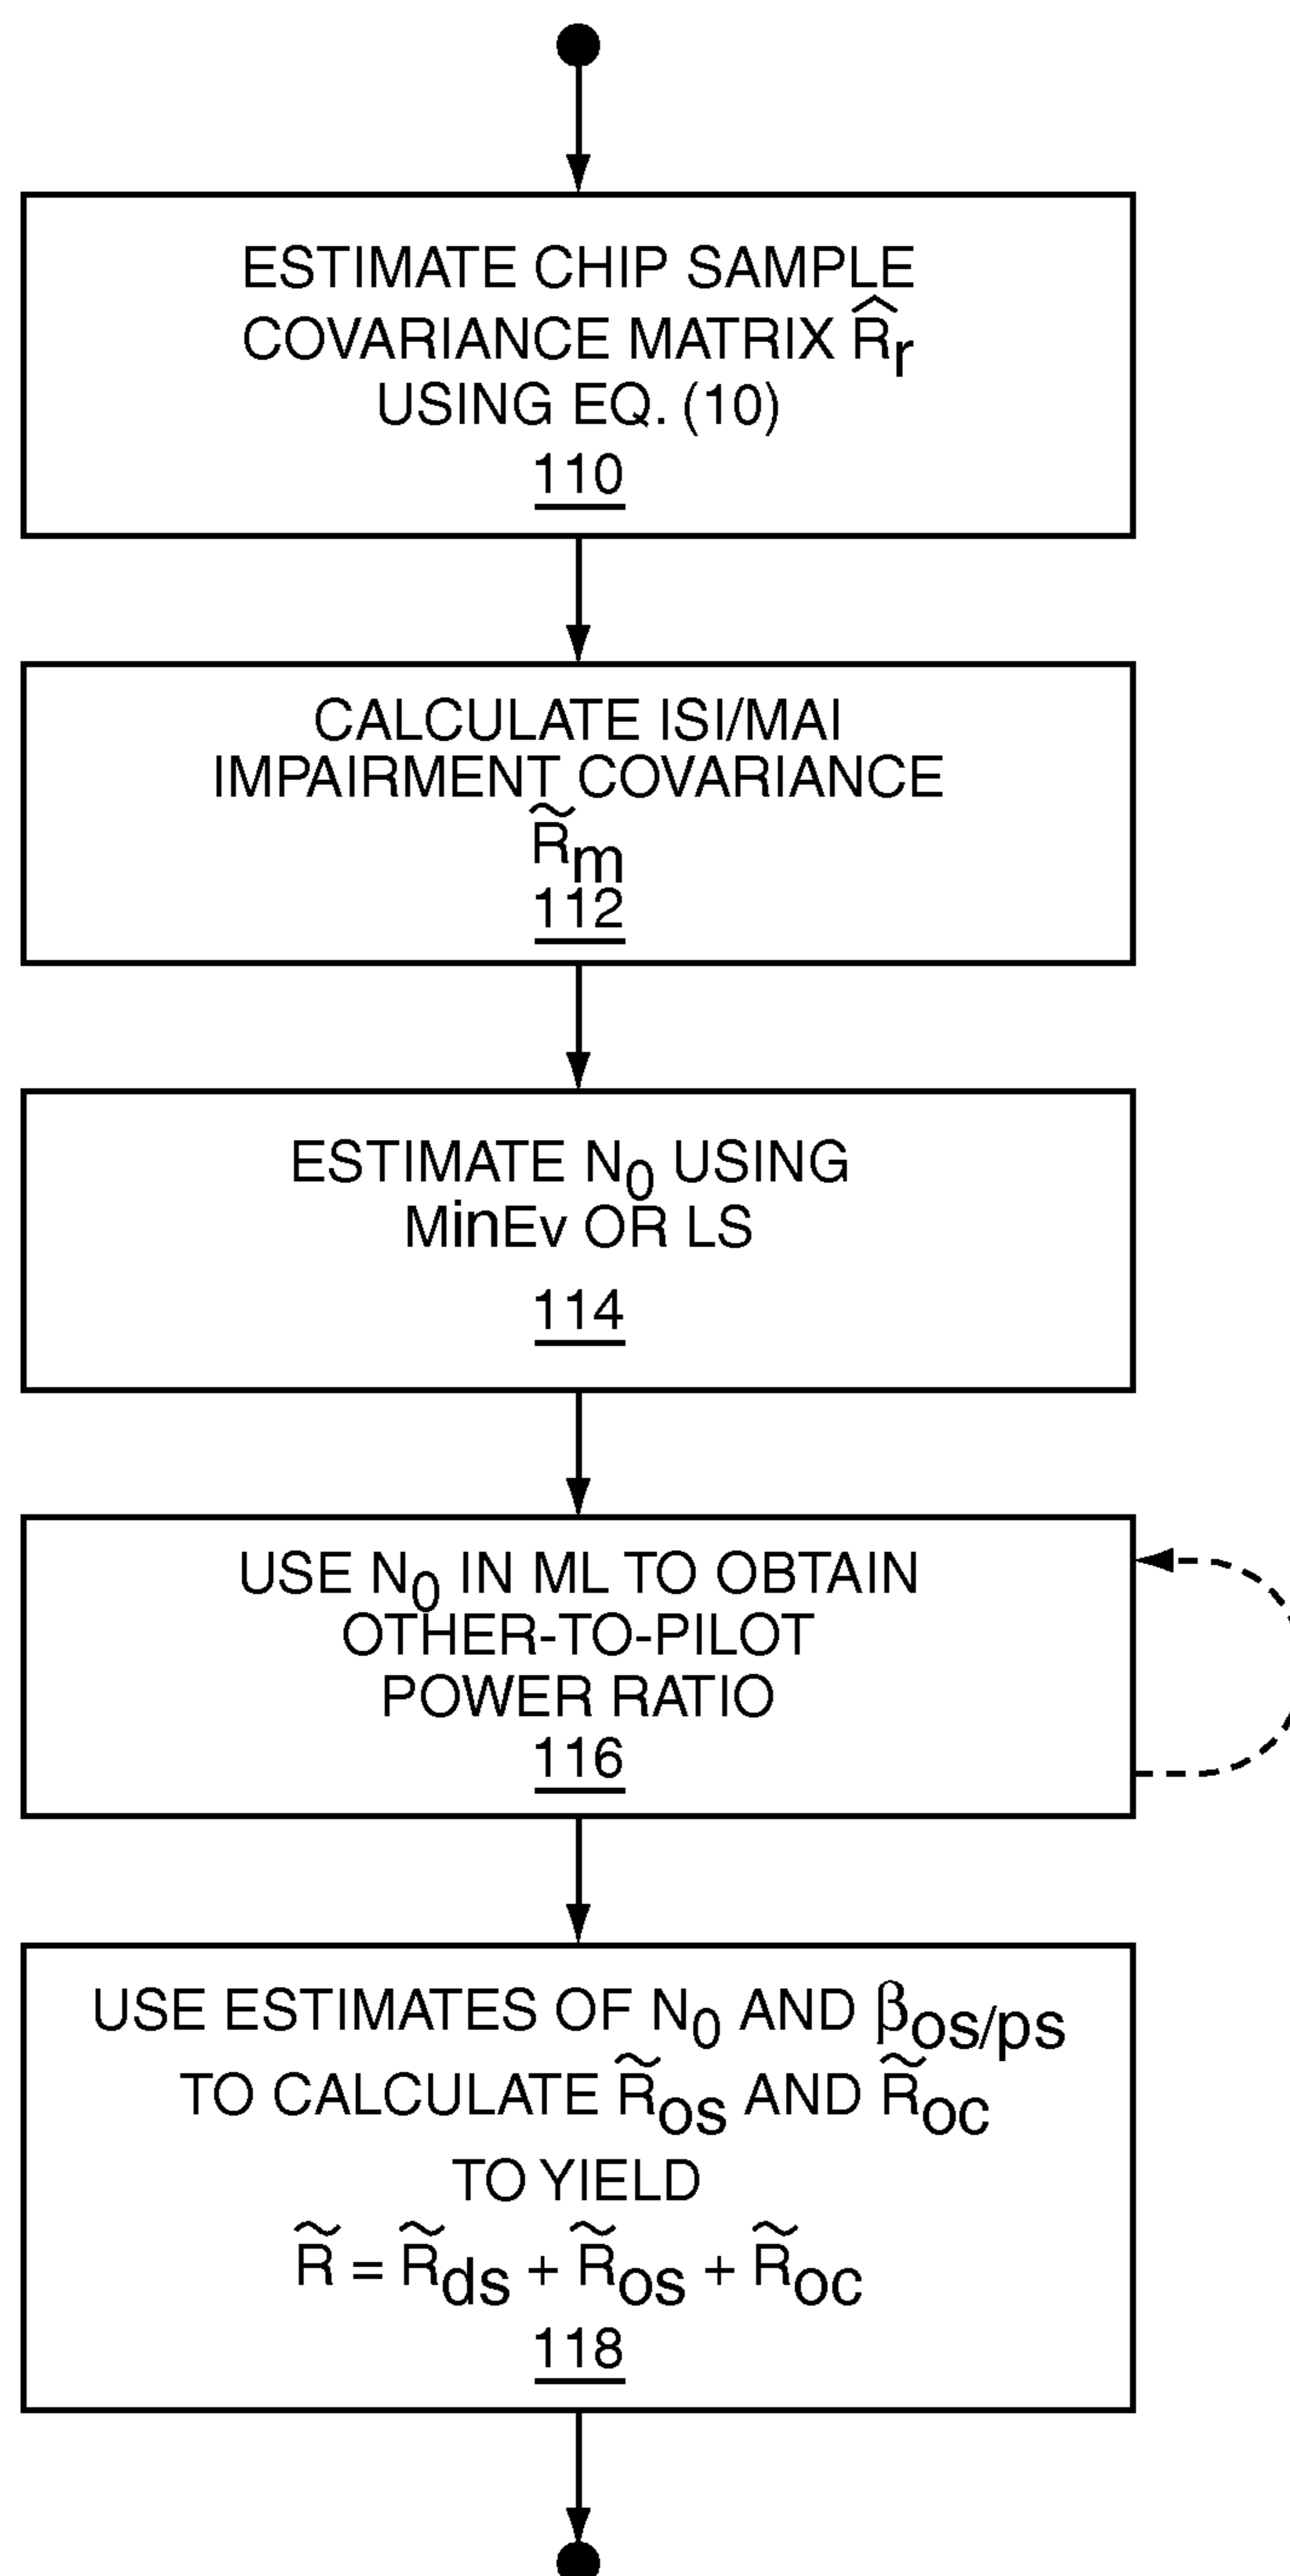 ESTIMATE CHIP SAMPLE
COVARIANCE MATRIX R̂r
USING EQ. (10)
110
CALCULATE ISI/MAI
IMPAIRMENT COVARIANCE
R̃m
112
ESTIMATE N0 USING
MinEv OR LS
114
USE N0 IN ML TO OBTAIN
OTHER-TO-PILOT
POWER RATIO
116
USE ESTIMATES OF N0 AND βos/ps
TO CALCULATE R̃os AND R̃oc
TO YIELD
R̃ = R̃ds + R̃os + R̃oc
118